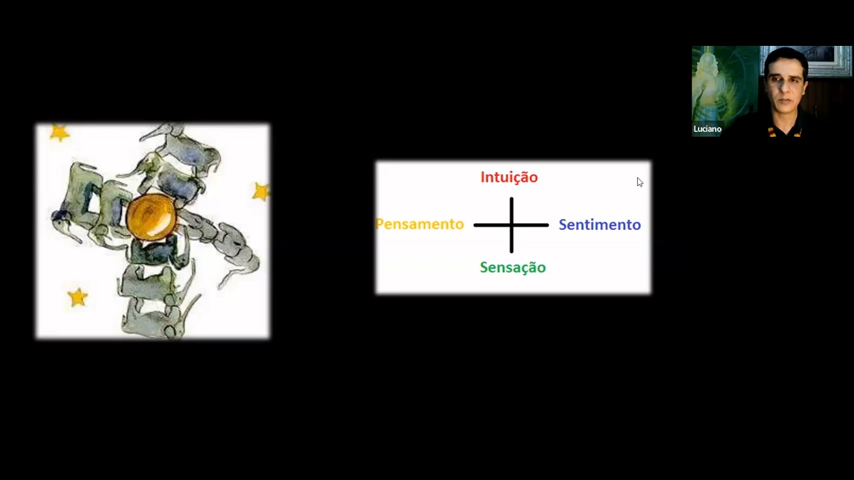 Luciano
Intuição
Pensamento
Sentimento
Sensação